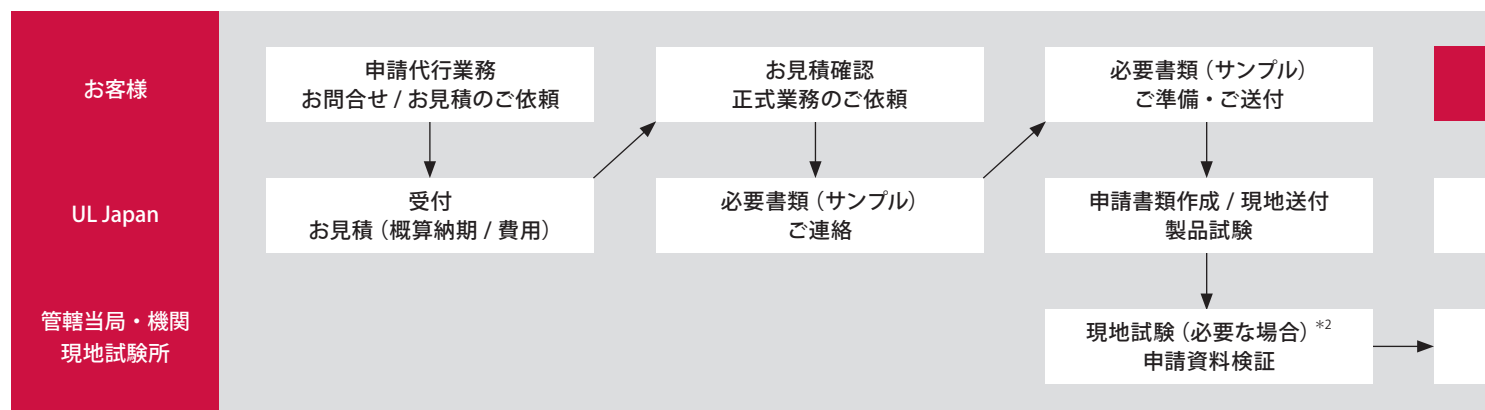 お客様
申請代行業務
お問合せ / お見積のご依頼
お見積確認
正式業務のご依頼
必要書類（サンプル）
ご準備・ご送付
UL Japan
受付
お見積（概算納期 / 費用）
必要書類（サンプル）
ご連絡
申請書類作成 / 現地送付
製品試験
管轄当局・機関
現地試験所
現地試験（必要な場合）*2
申請資料検証